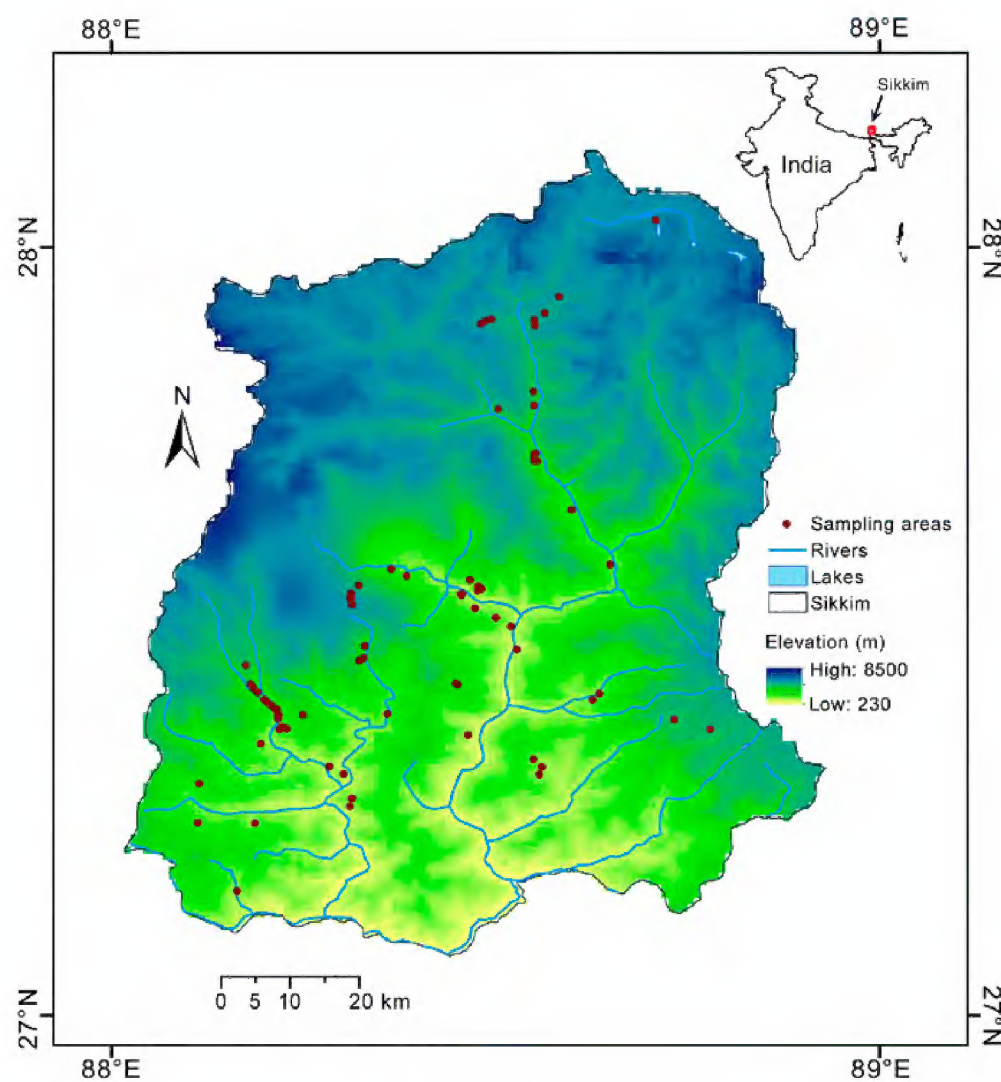 88°E
89°E
Sikkim
India
28°N
28°N
N
Sampling areas
Rivers
Lakes
Sikkim
Elevation (m)
High: 8500
Low: 230
0 5 10 20 km
27°N
27°N
88°E
89°E